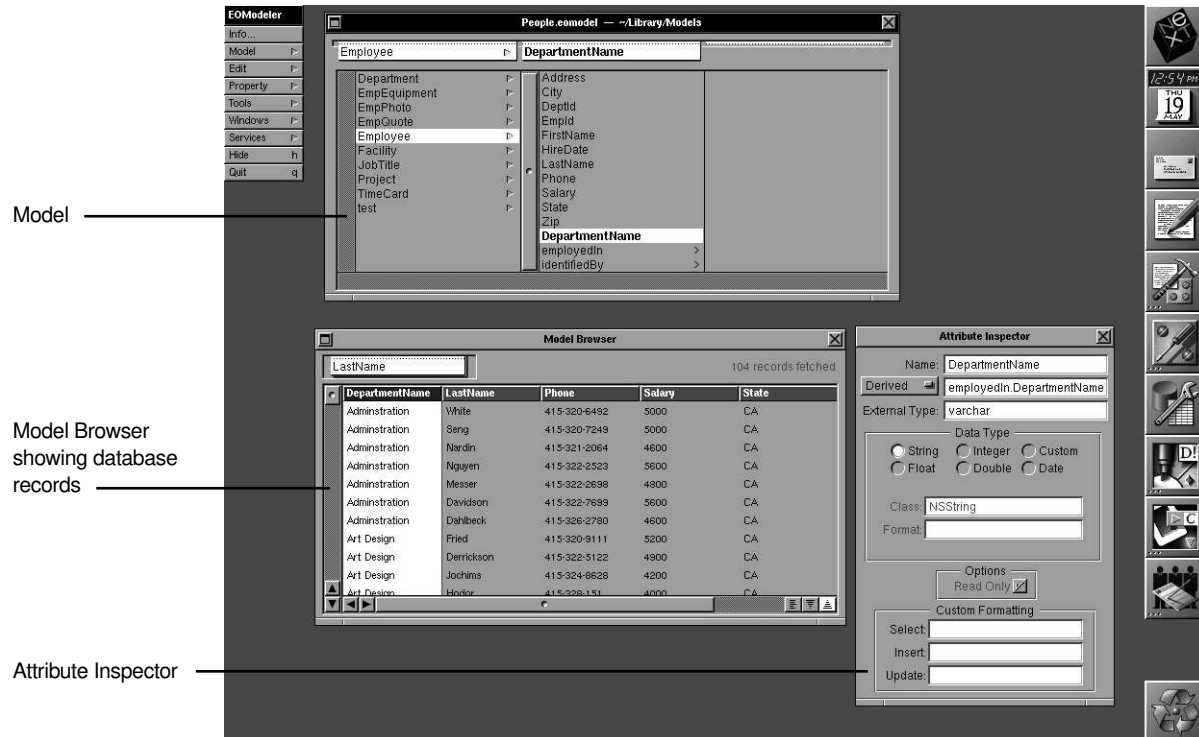 EOModeler
Info...
Model
Edit
Property
Tools
Windows
Services
Hide h
Quit q
People.eomodel — ~/Library/Models
Employee DepartmentName
Department
EmpEquipment
EmpPhoto
EmpQuote
Employee
Facility
JobTitle
Project
TimeCard
test
Address
City
DeptId
EmpId
FirstName
HireDate
LastName
Phone
Salary
State
Zip
DepartmentName
employedIn
identifiedBy
NeXT
12:54 PM
THU
19
MAY
D!
C
Model
Model Browser
showing database
records
Attribute Inspector
Model Browser
LastName 104 records fetched
DepartmentName LastName Phone Salary State
Adminstration White 415-320-6492 5000 CA
Adminstration Seng 415-320-7249 5000 CA
Adminstration Nardin 415-321-2064 4600 CA
Adminstration Nguyen 415-322-2523 5600 CA
Adminstration Messer 415-322-2698 4800 CA
Adminstration Davidson 415-322-7699 5600 CA
Adminstration Dahlbeck 415-326-2780 4600 CA
Art Design Fried 415-320-9111 5200 CA
Art Design Derrickson 415-322-5122 4900 CA
Art Design Jochims 415-324-8628 4200 CA
Art Design Hodor 415-328-151 4000 CA
Attribute Inspector
Name: DepartmentName
Derived employedIn.DepartmentName
External Type: varchar
Data Type
String Integer Custom
Float Double Date
Class: NSString
Format:
Options
Read Only
Custom Formatting
Select:
Insert:
Update: